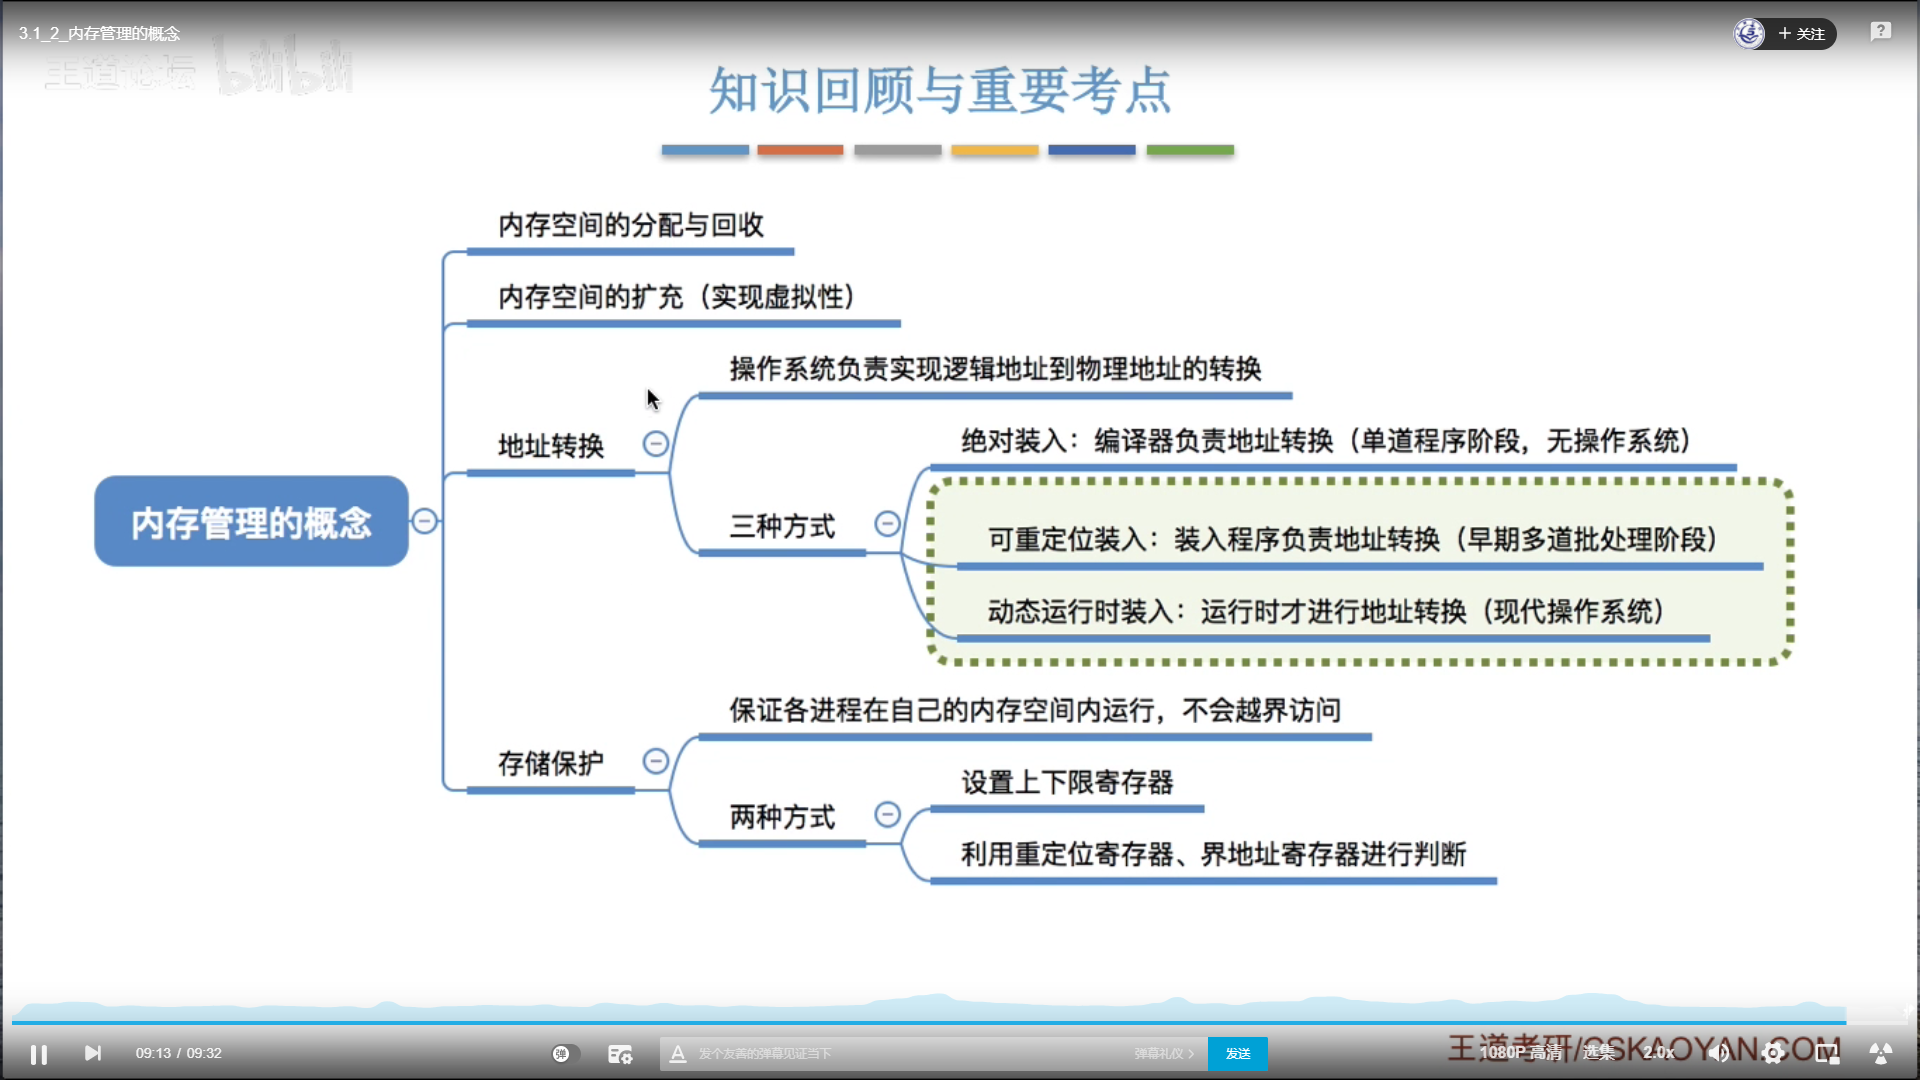 3.1_2_内存管理的概念
+ 关注
王道论坛 bilibili
知识回顾与重要考点
内存空间的分配与回收
内存空间的扩充（实现虚拟性）
操作系统负责实现逻辑地址到物理地址的转换
地址转换
绝对装入：编译器负责地址转换（单道程序阶段，无操作系统）
三种方式
可重定位装入：装入程序负责地址转换（早期多道批处理阶段）
动态运行时装入：运行时才进行地址转换（现代操作系统）
内存管理的概念
保证各进程在自己的内存空间内运行，不会越界访问
存储保护
设置上下限寄存器
两种方式
利用重定位寄存器、界地址寄存器进行判断
王道考研/CSKAOYAN.COM
09:13 / 09:32
弹
A 发个友善的弹幕见证当下
弹幕礼仪 >
发送
1080P 高清
选集
2.0x